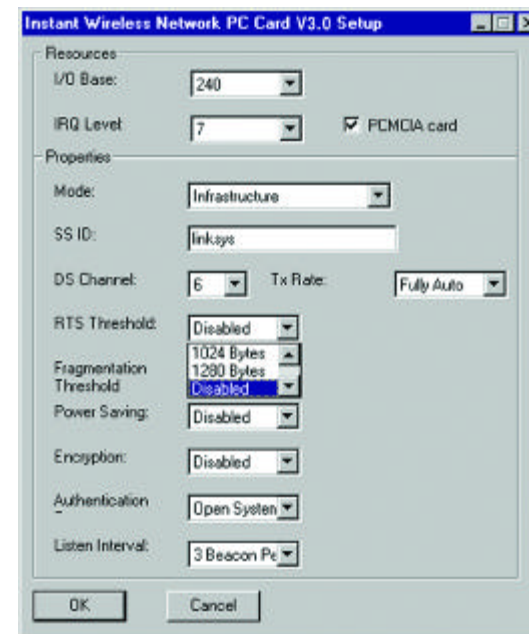 Instant Wireless Network PC Card V3.0 Setup
Resources
I/O Base:
240
IRQ Level:
7
PCMCIA card
Properties
Mode:
Infrastructure
SS ID:
linksys
DS Channel:
6
Tx Rate:
Fully Auto
RTS Threshold:
Disabled
1024 Bytes
1280 Bytes
Disabled
Fragmentation
Threshold
Power Saving:
Disabled
Encryption:
Disabled
Authentication
Open System
Listen Interval:
3 Beacon Pe
OK
Cancel